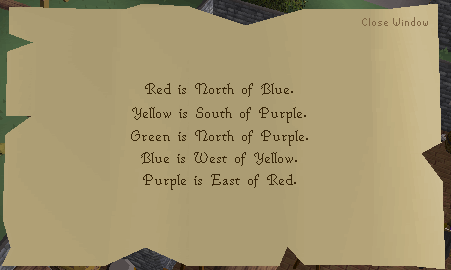 Close Window
Red is North of Blue.
Yellow is South of Purple.
Green is North of Purple.
Blue is West of Yellow.
Purple is East of Red.